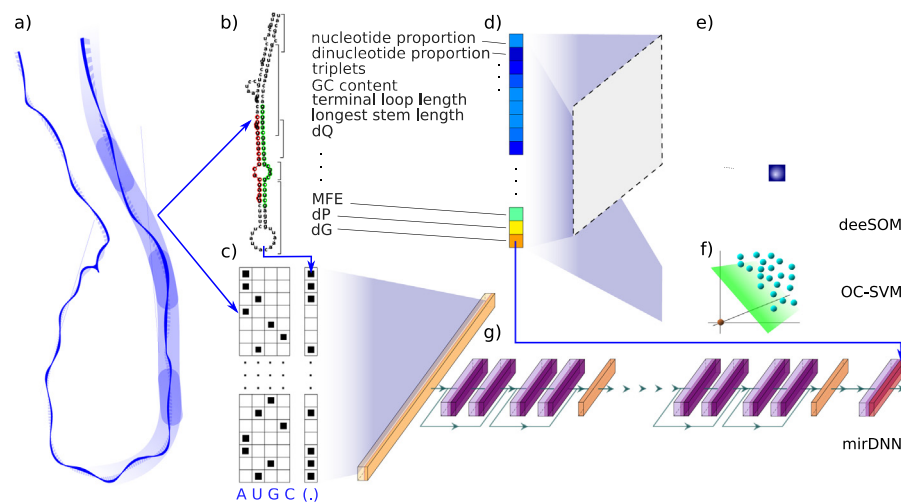 a)
b)
nucleotide proportion
dinucleotide proportion
triplets
GC content
terminal loop length
longest stem length
dQ
MFE
dP
dG
c)
A U G C (.)
d)
e)
deeSOM
f)
OC-SVM
g)
mirDNN